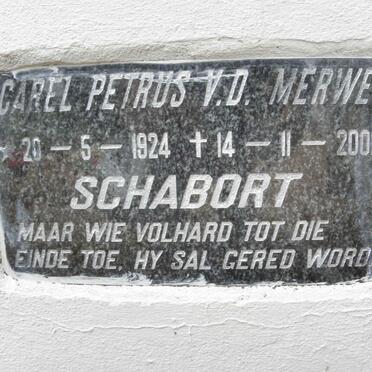 CAREL PETRUS V.D. MERWE
20 - 5 - 1924 ✝ 14 - 11 - 200
SCHABORT
MAAR WIE VOLHARD TOT DIE
EINDE TOE, HY SAL GERED WORD